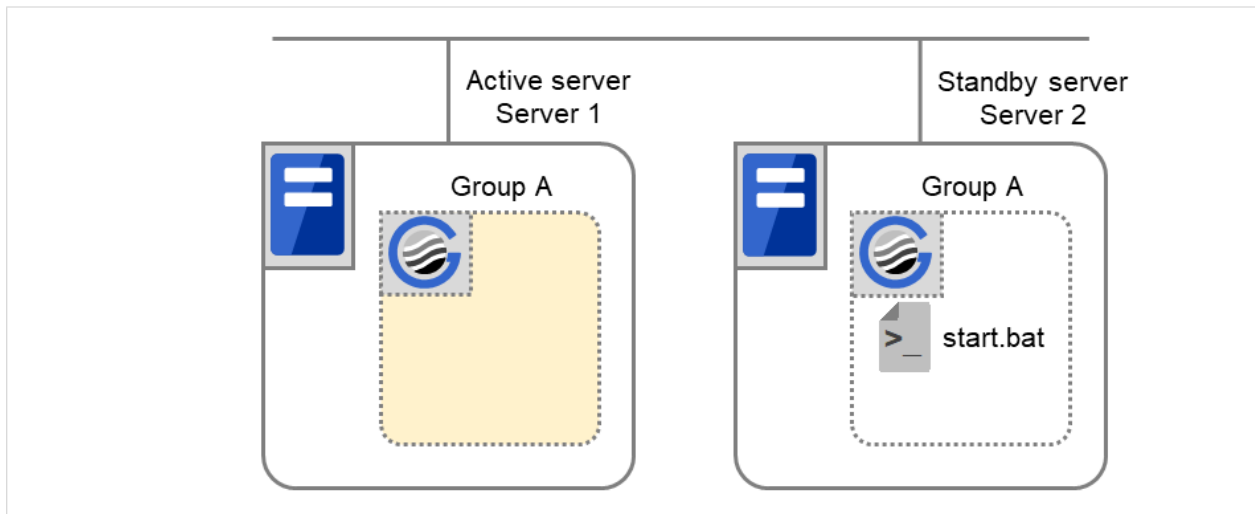 Active server
Server 1
Standby server
Server 2
Group A
Group A
>_
start.bat